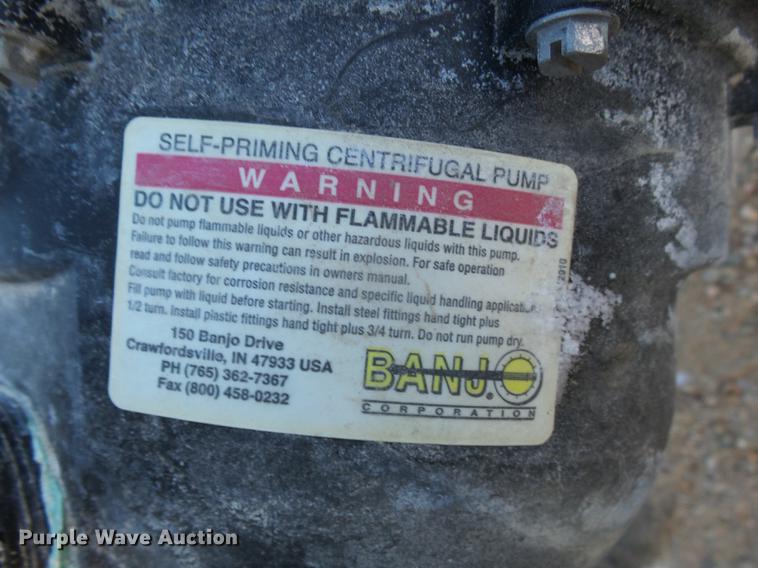 SELF-PRIMING CENTRIFUGAL PUMP
WARNING
DO NOT USE WITH FLAMMABLE LIQUIDS
Do not pump flammable liquids or other hazardous liquids with this pump.
Failure to follow this warning can result in explosion. For safe operation
read and follow safety precautions in owners manual.
Consult factory for corrosion resistance and specific liquid handling application.
Fill pump with liquid before starting. Install steel fittings hand tight plus
1/2 turn. Install plastic fittings hand tight plus 3/4 turn. Do not run pump dry.
150 Banjo Drive
Crawfordsville, IN 47933 USA
PH (765) 362-7367
Fax (800) 458-0232
BANJO
CORPORATION
Purple Wave Auction